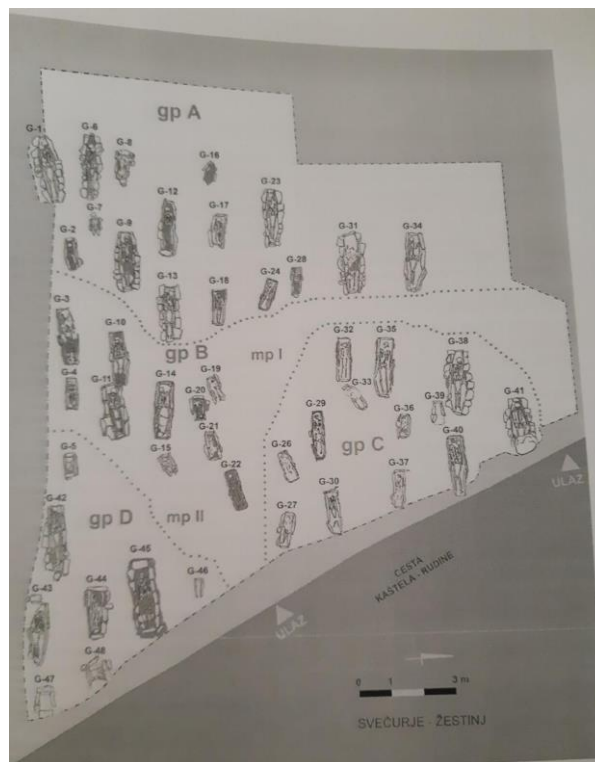 gp A
G-1
G-6
G-8
G-16
G-23
G-7
G-12
G-17
G-2
G-9
G-31
G-34
G-13
G-18
G-24
G-28
G-3
G-10
gp B
mp I
G-32
G-35
G-38
G-4
G-11
G-14
G-19
G-20
G-33
G-29
G-36
G-39
G-41
G-21
gp C
G-40
G-5
G-15
G-22
G-26
G-37
G-42
gp D
mp II
G-27
G-30
G-45
G-46
G-43
G-44
G-48
G-47
ULAZ
ULAZ
CESTA
KAŠTELA - RUDINE
0 1 3 m
SVEĆURJE - ŽESTINJ